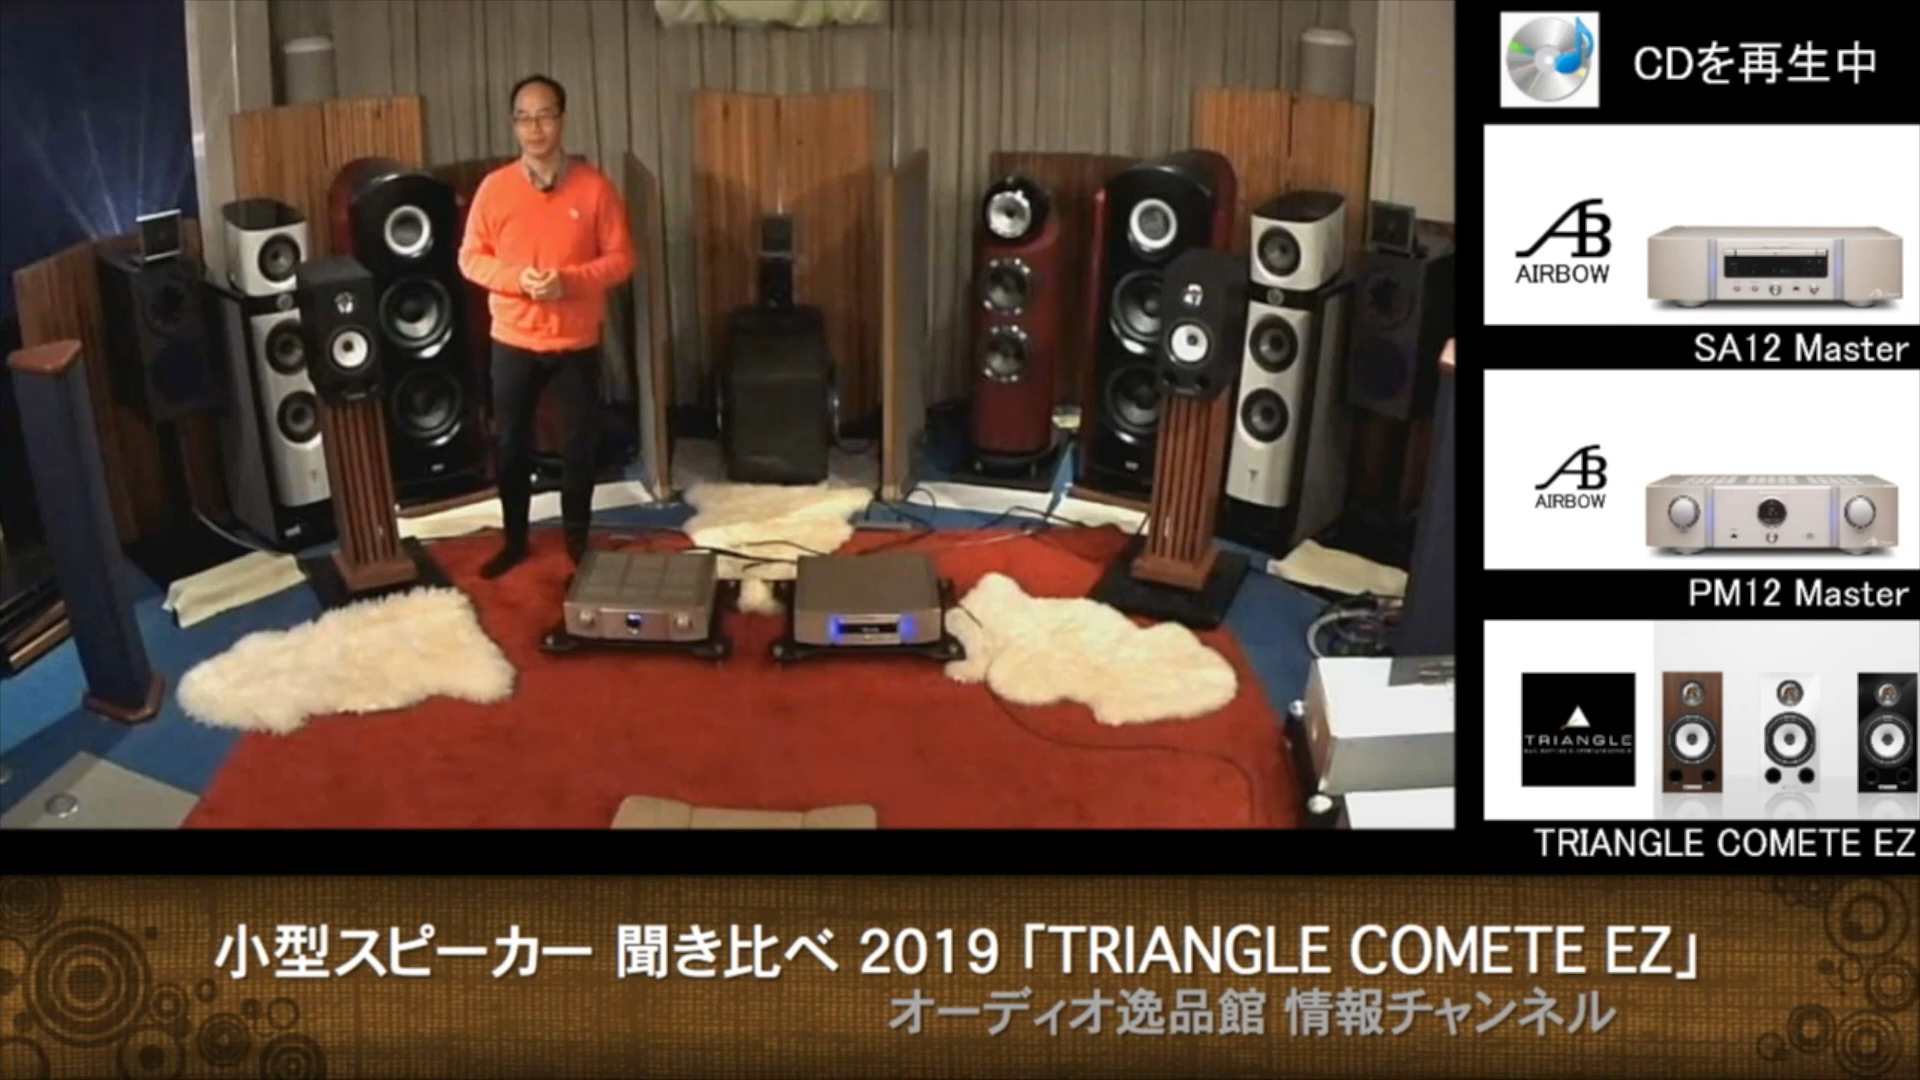 CDを再生中
AB
AIRBOW
SA12 Master
AB
AIRBOW
PM12 Master
TRIANGLE
TRIANGLE COMETE EZ
小型スピーカー 聞き比べ 2019「TRIANGLE COMETE EZ」
オーディオ逸品館 情報チャンネル